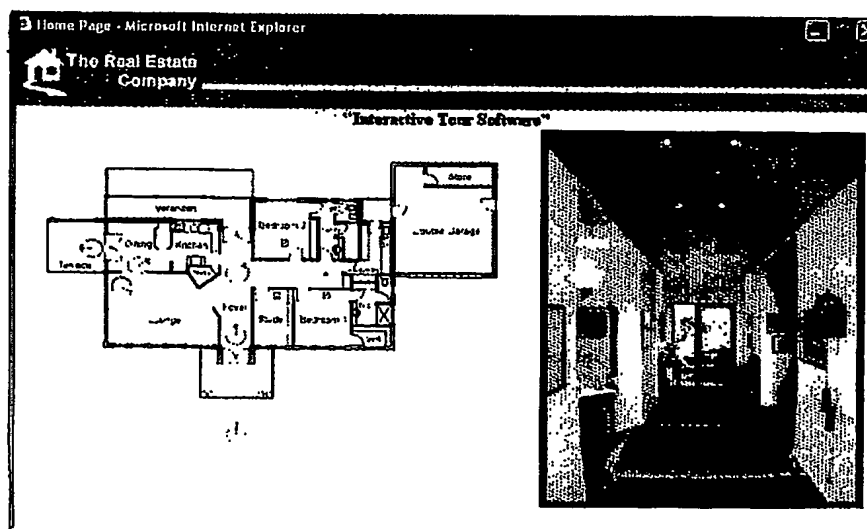 Home Page - Microsoft Internet Explorer
The Real Estate
Company
"Interactive Tour Software"
Store
Verandah
Bedroom 2
Double Garage
Dining
Kitchen
Terrace
Foyer
Lounge
Study
Bedroom 1